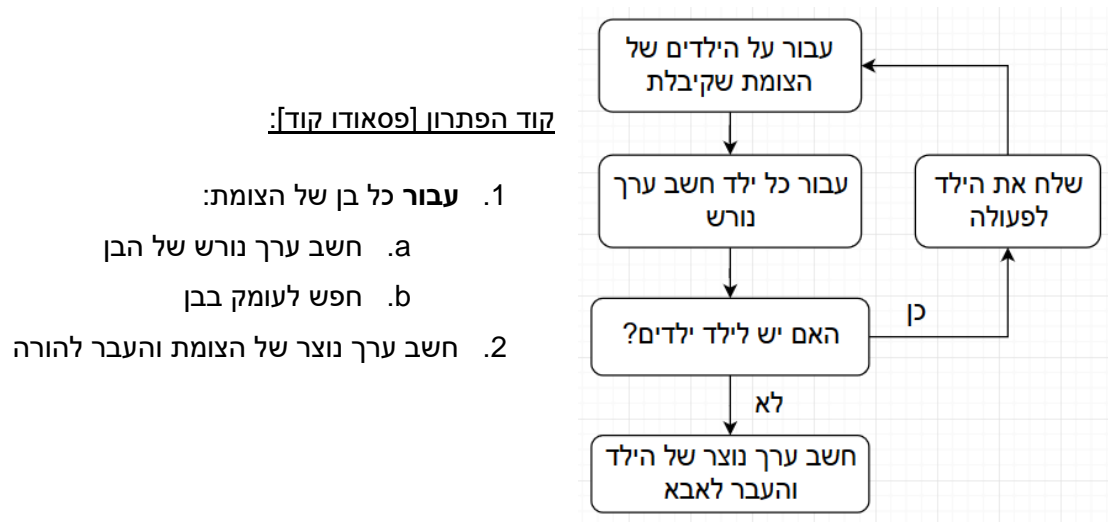 קוד הפתרון [פסאודו קוד]:
1. עבור כל בן של הצומת:
a. חשב ערך נורש של הבן
b. חפש לעומק בבן
2. חשב ערך נוצר של הצומת והעבר להורה
עבור על הילדים של
הצומת שקיבלת
עבור כל ילד חשב ערך
נורש
האם יש לילד ילדים?
כן
שלח את הילד
לפעולה
לא
חשב ערך נוצר של הילד
והעבר לאבא